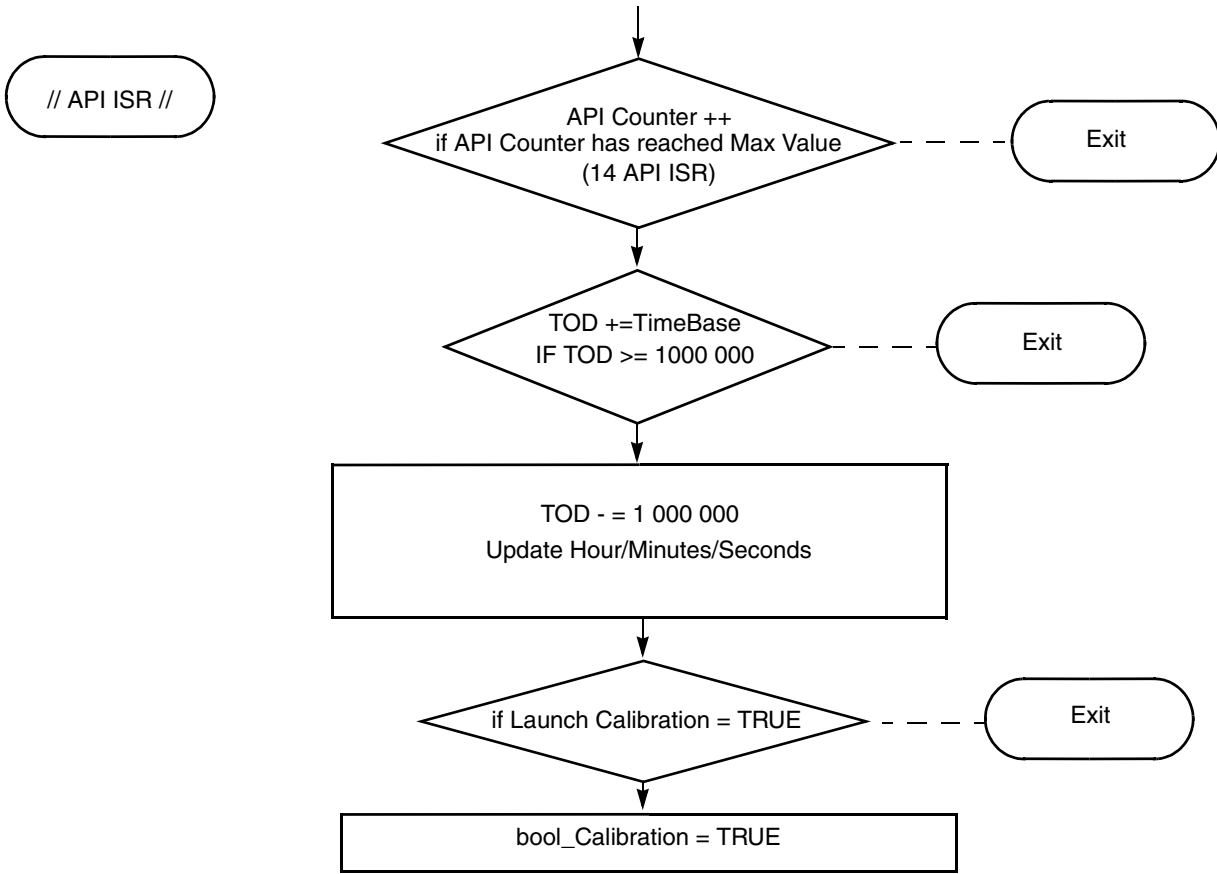 // API ISR //
API Counter ++
if API Counter has reached Max Value
(14 API ISR)
Exit
TOD +=TimeBase
IF TOD >= 1000 000
Exit
TOD - = 1 000 000
Update Hour/Minutes/Seconds
if Launch Calibration = TRUE
Exit
bool_Calibration = TRUE